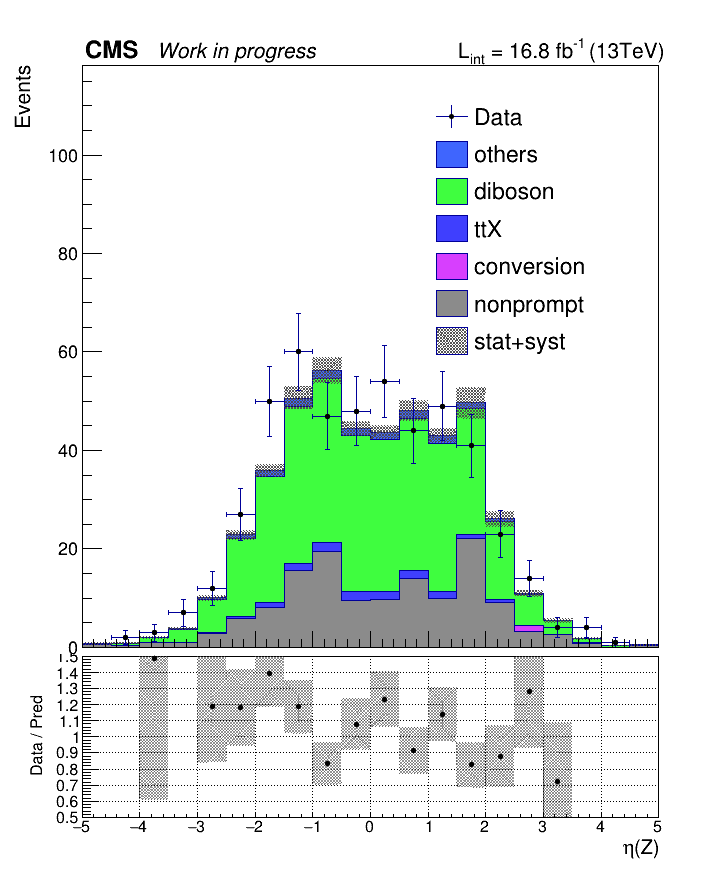 CMS Work in progress L_int = 16.8 fb^-1 (13TeV)
Events
100
80
60
40
20
0
Data
others
diboson
ttX
conversion
nonprompt
stat+syst
Data / Pred
1.5
1.4
1.3
1.2
1.1
1
0.9
0.8
0.7
0.6
0.5
−5 −4 −3 −2 −1 0 1 2 3 4 5
η(Z)